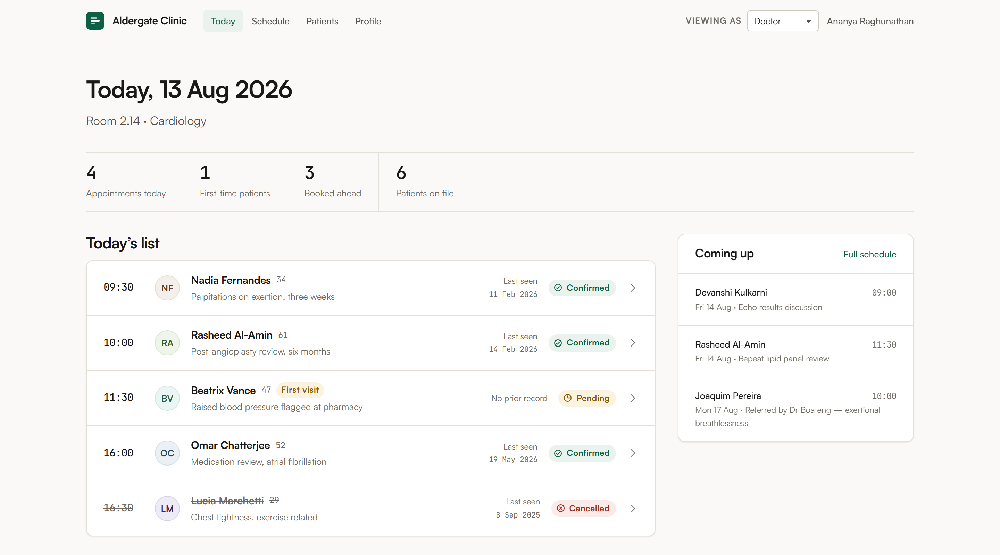 Aldergate Clinic
Today
Schedule
Patients
Profile
VIEWING AS
Doctor
Ananya Raghunathan
Today, 13 Aug 2026
Room 2.14 • Cardiology
4
Appointments today
1
First-time patients
3
Booked ahead
6
Patients on file
Today’s list
09:30
NF
Nadia Fernandes 34
Palpitations on exertion, three weeks
Last seen
11 Feb 2026
Confirmed
10:00
RA
Rasheed Al-Amin 61
Post-angioplasty review, six months
Last seen
14 Feb 2026
Confirmed
11:30
BV
Beatrix Vance 47 First visit
Raised blood pressure flagged at pharmacy
No prior record
Pending
16:00
OC
Omar Chatterjee 52
Medication review, atrial fibrillation
Last seen
19 May 2026
Confirmed
16:30
LM
Lucia Marchetti 29
Chest tightness, exercise related
Last seen
8 Sep 2025
Cancelled
Coming up
Full schedule
Devanshi Kulkarni 09:00
Fri 14 Aug • Echo results discussion
Rasheed Al-Amin 11:30
Fri 14 Aug • Repeat lipid panel review
Joaquim Pereira 10:00
Mon 17 Aug • Referred by Dr Boateng — exertional
breathlessness